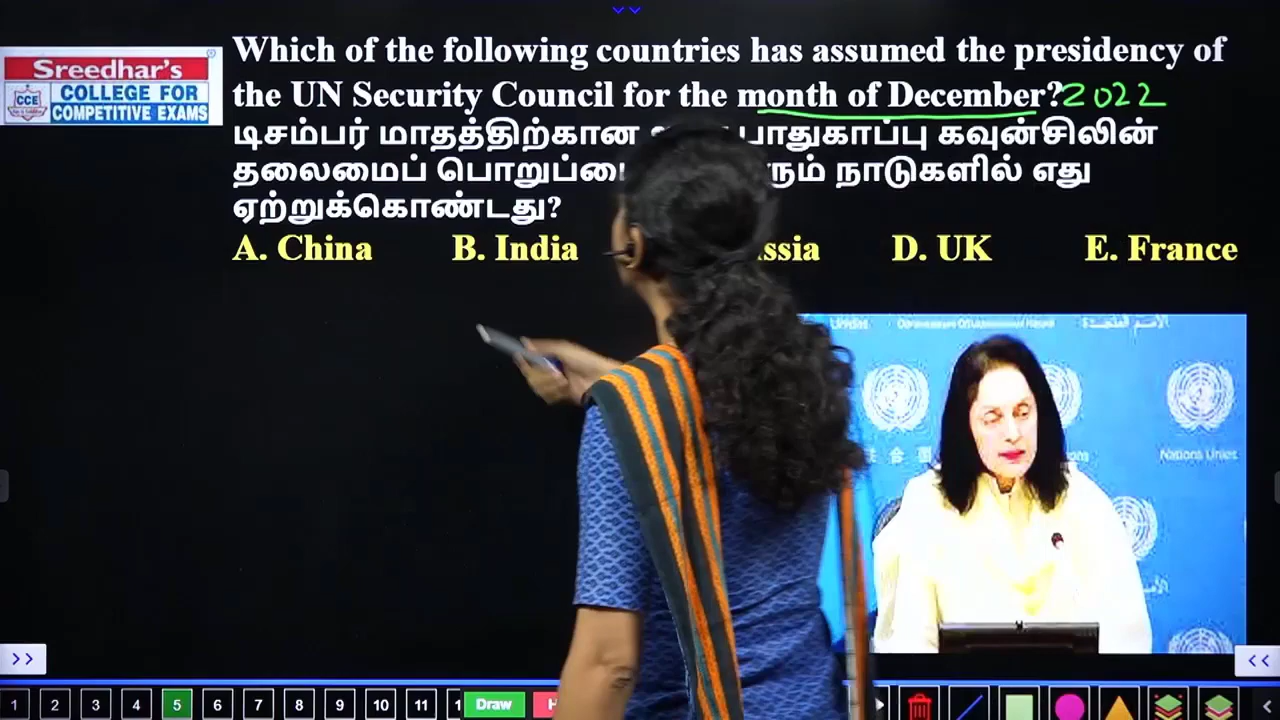 Sreedhar's
CCE
COLLEGE FOR
COMPETITIVE EXAMS
Which of the following countries has assumed the presidency of
the UN Security Council for the month of December? 2022
டிசம்பர் மாதத்திற்கான பாதுகாப்பு கவுன்சிலின்
தலைமைப் நாடுகளில் எது
ஏற்றுக்கொண்டது?
A. China B. India D. UK E. France
Nations Unies
>> <<
1 2 3 4 5 6 7 8 9 10 11 Draw